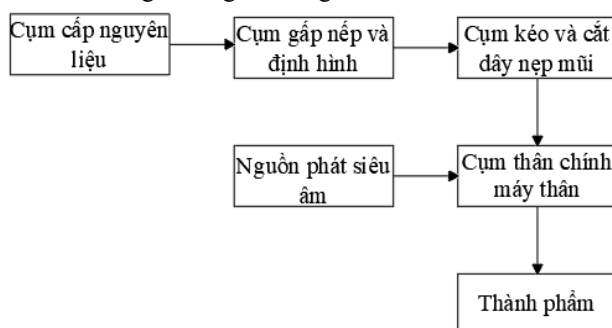 Cụm cấp nguyên
liệu
Cụm gấp nếp và
định hình
Cụm kéo và cắt
dây nẹp mũi
Nguồn phát siêu
âm
Cụm thân chính
máy thân
Thành phẩm